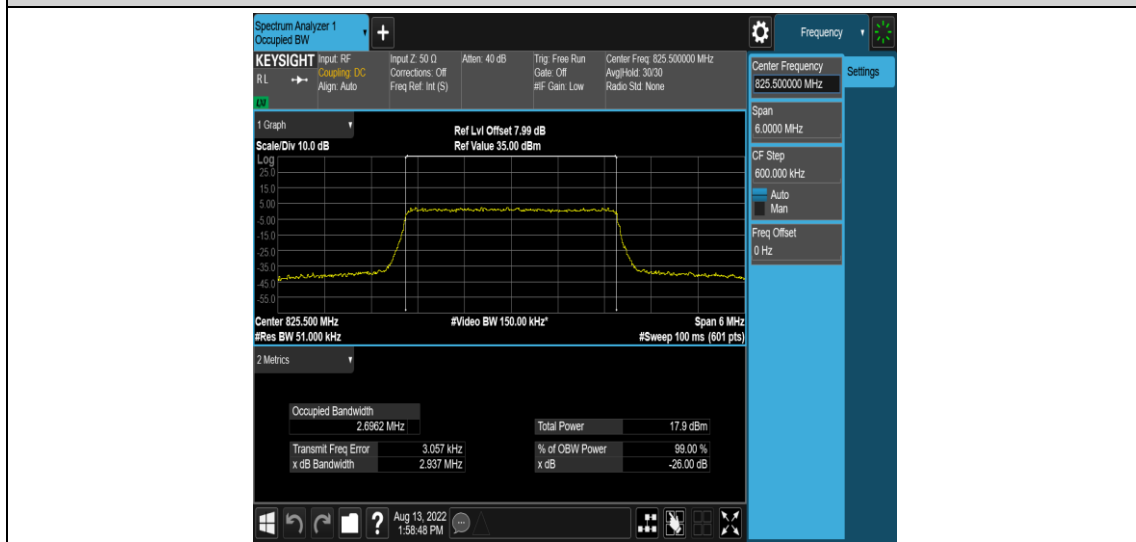 Spectrum Analyzer 1
Occupied BW
+
Frequency
KEYSIGHT
RL
LXI
Input: RF
Coupling: DC
Align: Auto
Input Z: 50 Ω
Corrections: Off
Freq Ref: Int (S)
Atten: 40 dB
Trig: Free Run
Gate: Off
#IF Gain: Low
Center Freq: 825.500000 MHz
Avg|Hold: 30/30
Radio Std: None
Center Frequency
825.500000 MHz
Settings
Span
6.0000 MHz
CF Step
600.000 kHz
Auto
Man
Freq Offset
0 Hz
1 Graph
Scale/Div 10.0 dB
Ref Lvl Offset 7.99 dB
Ref Value 35.00 dBm
Log
25.0
15.0
5.00
-5.00
-15.0
-25.0
-35.0
-45.0
-55.0
Center 825.500 MHz
#Res BW 51.000 kHz
#Video BW 150.00 kHz*
Span 6 MHz
#Sweep 100 ms (601 pts)
2 Metrics
Occupied Bandwidth
2.6962 MHz
Total Power 17.9 dBm
Transmit Freq Error 3.057 kHz
% of OBW Power 99.00 %
x dB Bandwidth 2.937 MHz
x dB -26.00 dB
?
Aug 13, 2022
1:58:48 PM